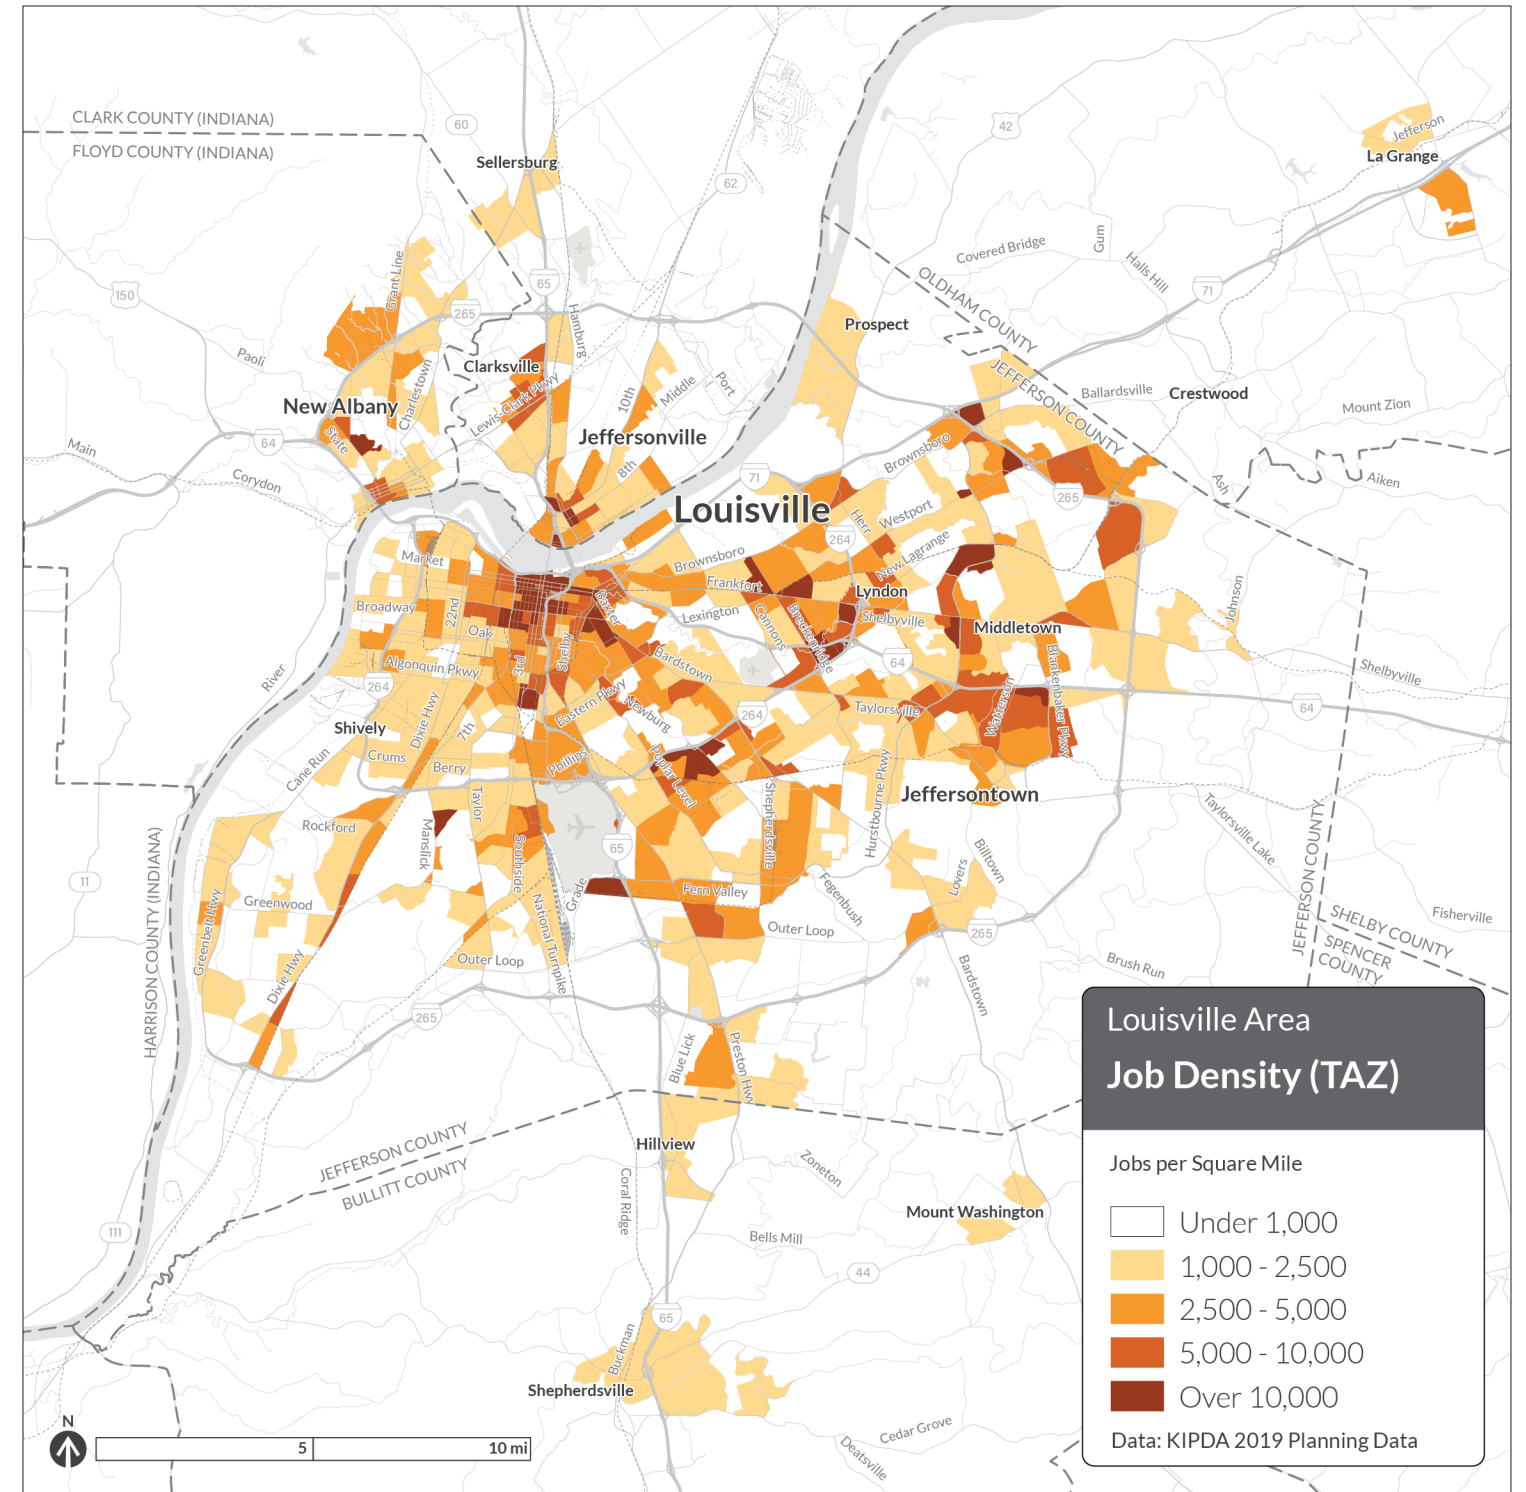 CLARK COUNTY (INDIANA)
FLOYD COUNTY (INDIANA)
60
Sellersburg
62
42
Jefferson
La Grange
Grant Line
150
265
65
Hamburg
Covered Bridge
Gum
Halls Hill
71
OLDHAM COUNTY
JEFFERSON COUNTY
Prospect
Paoli
Clarksville
Lewis-Clark Pkwy
10th
Middle
Port
Ballardsville
Crestwood
Mount Zion
New Albany
Charlestown
State
64
Main
Corydon
Jeffersonville
8th
71
Brownsboro
265
Ash
Aiken
Louisville
Herr
Westport
264
New Lagrange
Market
Brownsboro
Frankfort
Lyndon
Broadway
22nd
Oak
Baxter
Lexington
Cannons
Breckenridge
Shelbyville
Middletown
Johnson
Algonquin Pkwy
3rd
Shelby
Bardstown
64
Blankenbaker Pkwy
Shelbyville
River
264
Eastern Pkwy
Newburg
264
Taylorsville
Watterson
64
Shively
Dixie Hwy
7th
Crums
Cane Run
Berry
Phillips
Poplar Level
Hurstbourne Pkwy
Jeffersontown
Rockford
Manslick
Taylor
Southside
65
Shepherdsville
Taylorsville Lake
JEFFERSON COUNTY
SHELBY COUNTY
SPENCER
COUNTY
Fisherville
11
HARRISON COUNTY (INDIANA)
Greenbelt Hwy
Greenwood
Grade
National Turnpike
Fern Valley
Fegenbush
Lovers
Billtown
Outer Loop
265
Dixie Hwy
Outer Loop
265
Bardstown
Brush Run
Blue Lick
Preston Hwy
JEFFERSON COUNTY
BULLITT COUNTY
Hillview
Coral Ridge
Zoneton
Mount Washington
Bells Mill
111
44
65
Buckman
Shepherdsville
Cedar Grove
Deatsville
N
5
10 mi
Louisville Area
Job Density (TAZ)
Jobs per Square Mile
Under 1,000
1,000 - 2,500
2,500 - 5,000
5,000 - 10,000
Over 10,000
Data: KIPDA 2019 Planning Data